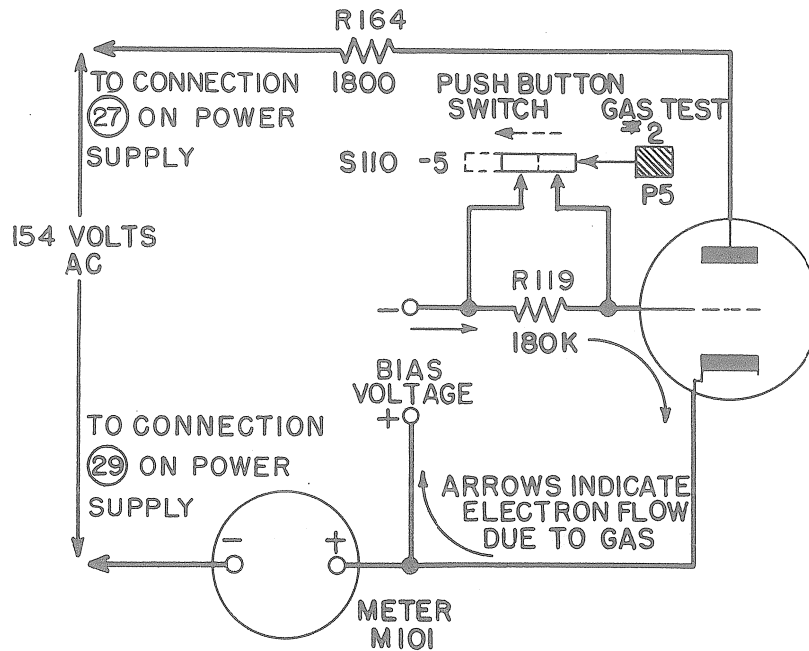 R164
1800
TO CONNECTION
27 ON POWER
SUPPLY
PUSH BUTTON
SWITCH
GAS TEST
#2
S110 -5
P5
154 VOLTS
AC
R119
180K
-
BIAS
VOLTAGE
+
TO CONNECTION
29 ON POWER
SUPPLY
ARROWS INDICATE
ELECTRON FLOW
DUE TO GAS
- +
METER
M101